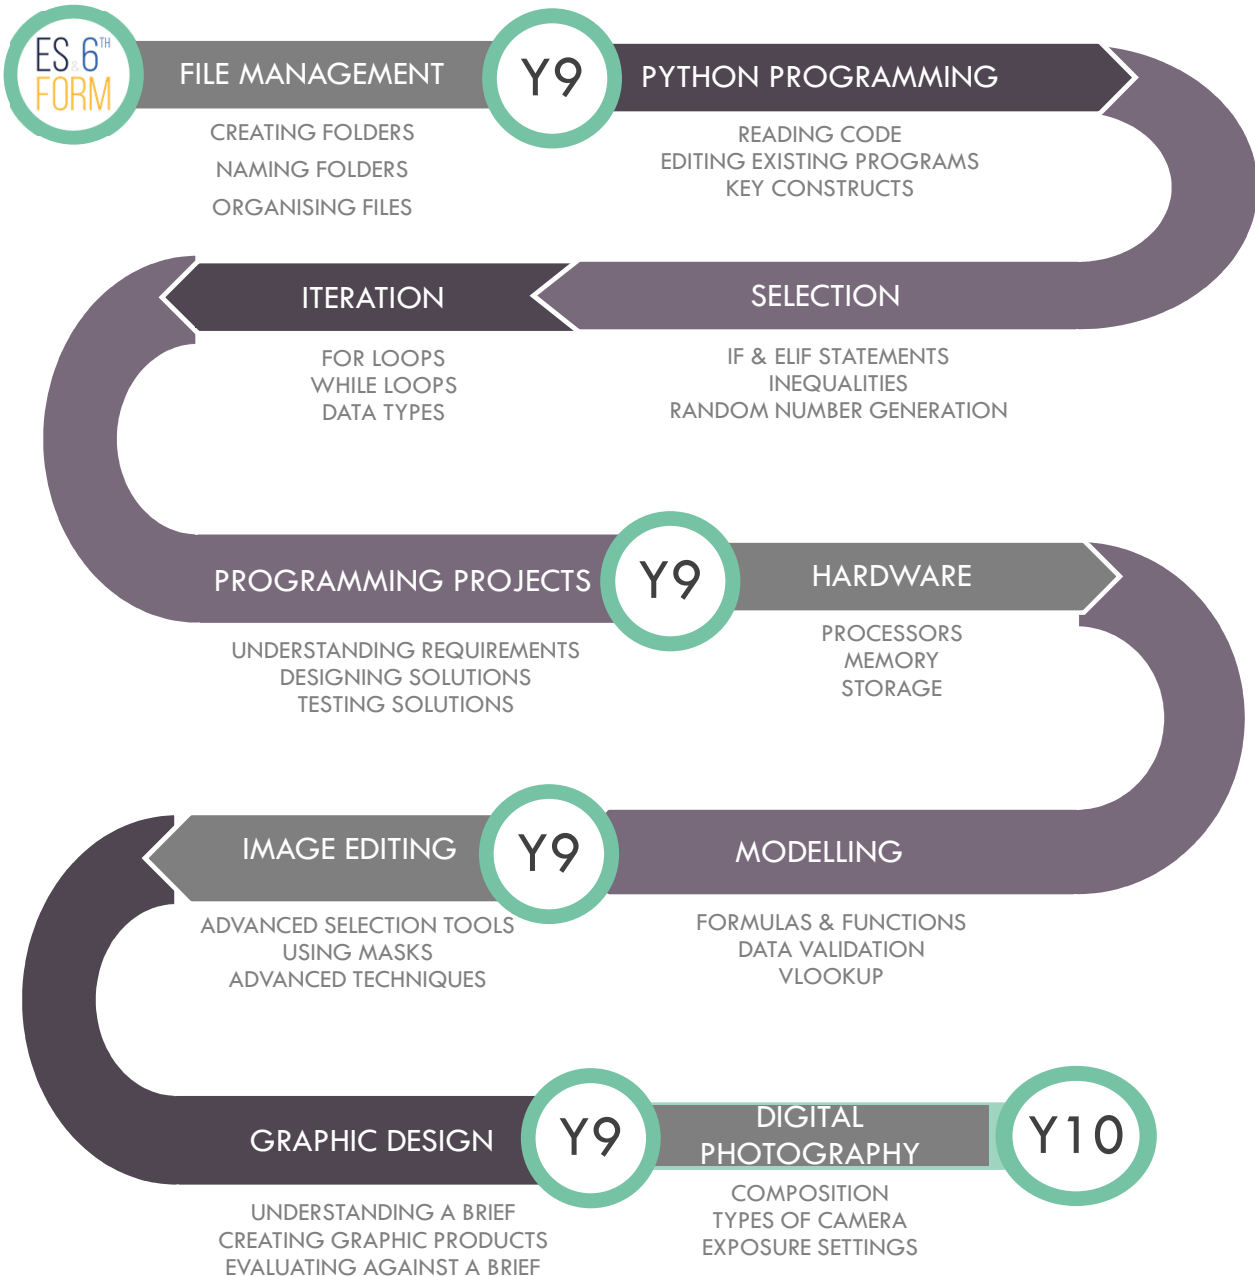 ES & 6TH
FORM
FILE MANAGEMENT
CREATING FOLDERS
NAMING FOLDERS
ORGANISING FILES
Y9
PYTHON PROGRAMMING
READING CODE
EDITING EXISTING PROGRAMS
KEY CONSTRUCTS
SELECTION
IF & ELIF STATEMENTS
INEQUALITIES
RANDOM NUMBER GENERATION
ITERATION
FOR LOOPS
WHILE LOOPS
DATA TYPES
PROGRAMMING PROJECTS
UNDERSTANDING REQUIREMENTS
DESIGNING SOLUTIONS
TESTING SOLUTIONS
Y9
HARDWARE
PROCESSORS
MEMORY
STORAGE
MODELLING
FORMULAS & FUNCTIONS
DATA VALIDATION
VLOOKUP
Y9
IMAGE EDITING
ADVANCED SELECTION TOOLS
USING MASKS
ADVANCED TECHNIQUES
GRAPHIC DESIGN
UNDERSTANDING A BRIEF
CREATING GRAPHIC PRODUCTS
EVALUATING AGAINST A BRIEF
Y9
DIGITAL
PHOTOGRAPHY
COMPOSITION
TYPES OF CAMERA
EXPOSURE SETTINGS
Y10